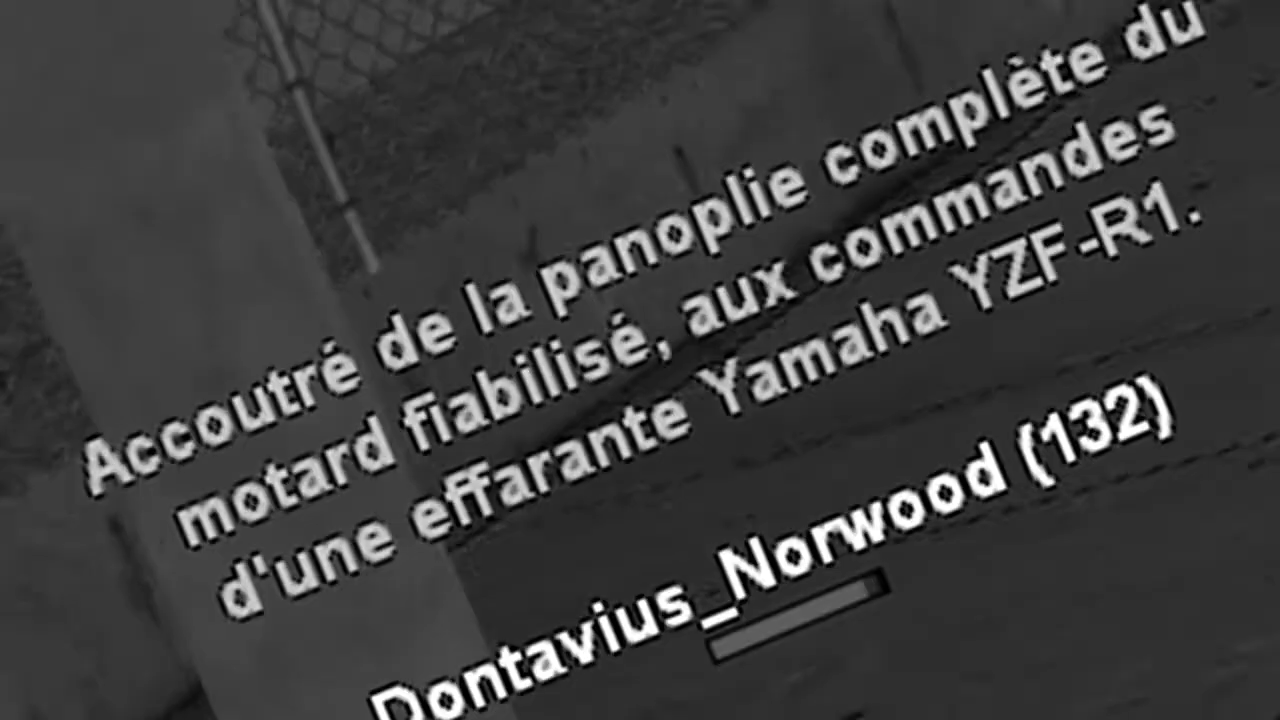 Accoutré de la panoplie complète du
motard fiabilisé, aux commandes
d'une effarante Yamaha YZF-R1.
Dontavius_Norwood (132)